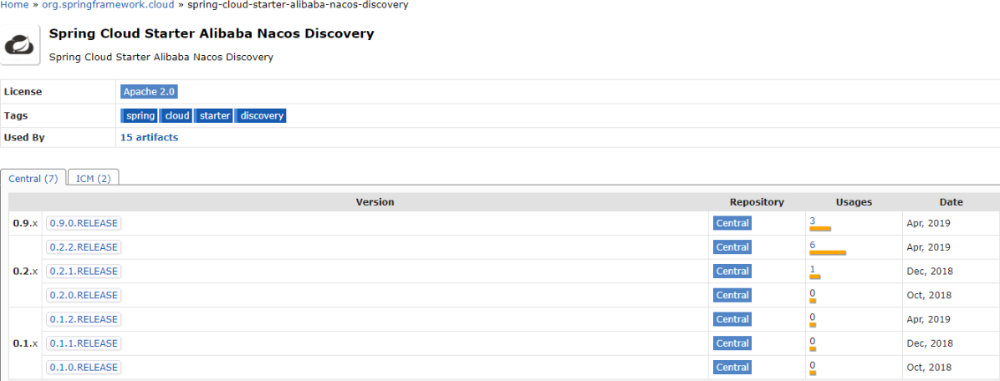 Home » org.springframework.cloud » spring-cloud-starter-alibaba-nacos-discovery
Spring Cloud Starter Alibaba Nacos Discovery
Spring Cloud Starter Alibaba Nacos Discovery
License Apache 2.0
Tags spring cloud starter discovery
Used By 15 artifacts
Central (7) ICM (2)
Version Repository Usages Date
0.9.x 0.9.0.RELEASE Central 3 Apr, 2019
0.2.2.RELEASE Central 6 Apr, 2019
0.2.x 0.2.1.RELEASE Central 1 Dec, 2018
0.2.0.RELEASE Central 0 Oct, 2018
0.1.2.RELEASE Central 0 Apr, 2019
0.1.x 0.1.1.RELEASE Central 0 Dec, 2018
0.1.0.RELEASE Central 0 Oct, 2018